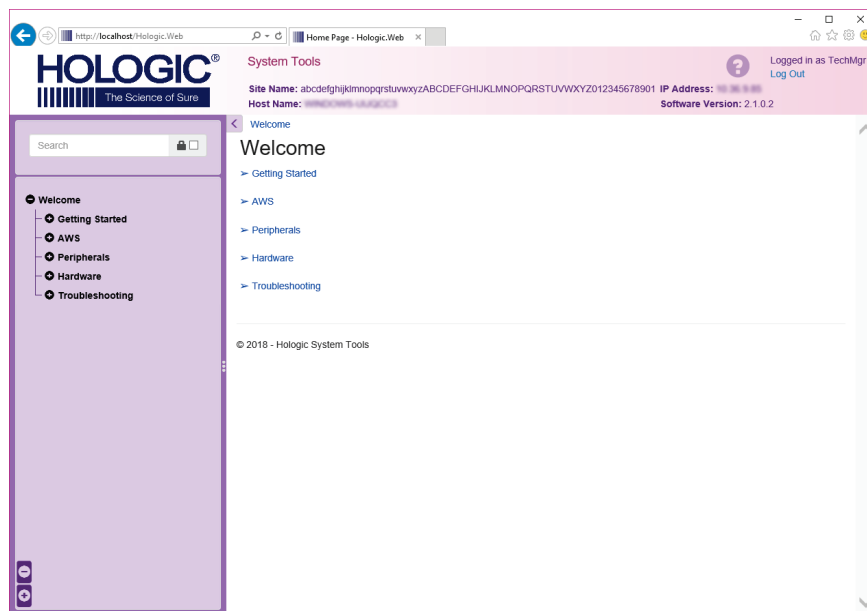 http://localhost/Hologic.Web
Home Page - Hologic.Web
HOLOGIC®
The Science of Sure
System Tools
Logged in as TechMgr
Log Out
Site Name: abcdefghijklmnopqrstuvwxyzABCDEFGHIJKLMNOPQRSTUVWXYZ012345678901 IP Address:
Host Name: Software Version: 2.1.0.2
Search
Welcome
Getting Started
AWS
Peripherals
Hardware
Troubleshooting
Welcome
Welcome
➢ Getting Started
➢ AWS
➢ Peripherals
➢ Hardware
➢ Troubleshooting
© 2018 - Hologic System Tools